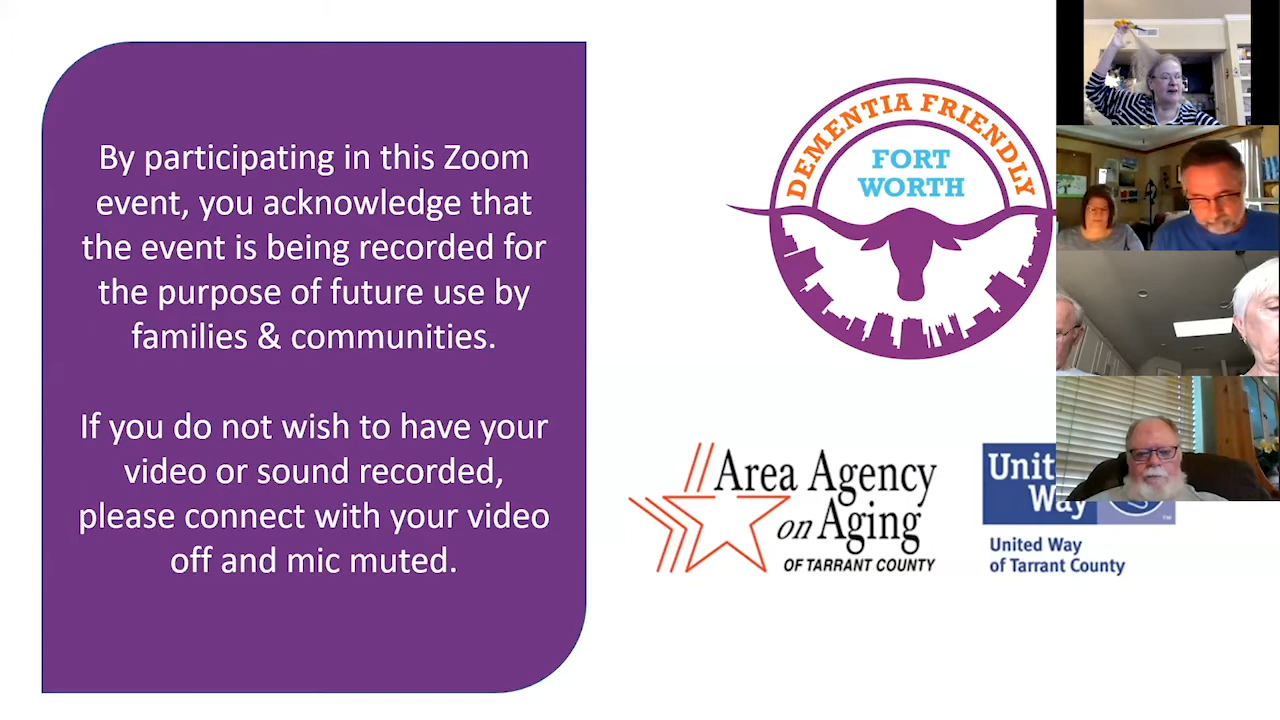 By participating in this Zoom
event, you acknowledge that
the event is being recorded for
the purpose of future use by
families & communities.
If you do not wish to have your
video or sound recorded,
please connect with your video
off and mic muted.
DEMENTIA FRIENDLY
FORT
WORTH
Area Agency
on Aging
OF TARRANT COUNTY
Unit
Way
United Way
of Tarrant County